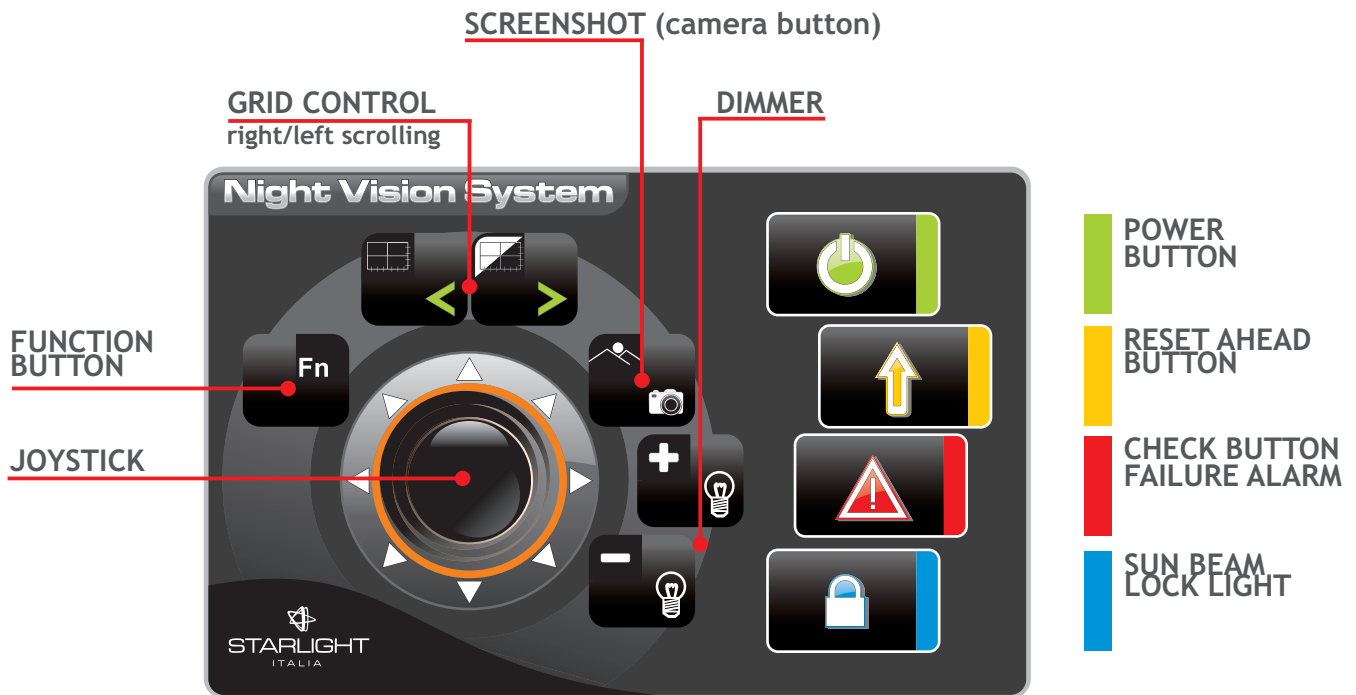 SCREENSHOT (camera button)
GRID CONTROL
right/left scrolling
DIMMER
Night Vision System
FUNCTION
BUTTON
Fn
JOYSTICK
STARLIGHT
ITALIA
POWER
BUTTON
RESET AHEAD
BUTTON
CHECK BUTTON
FAILURE ALARM
SUN BEAM
LOCK LIGHT